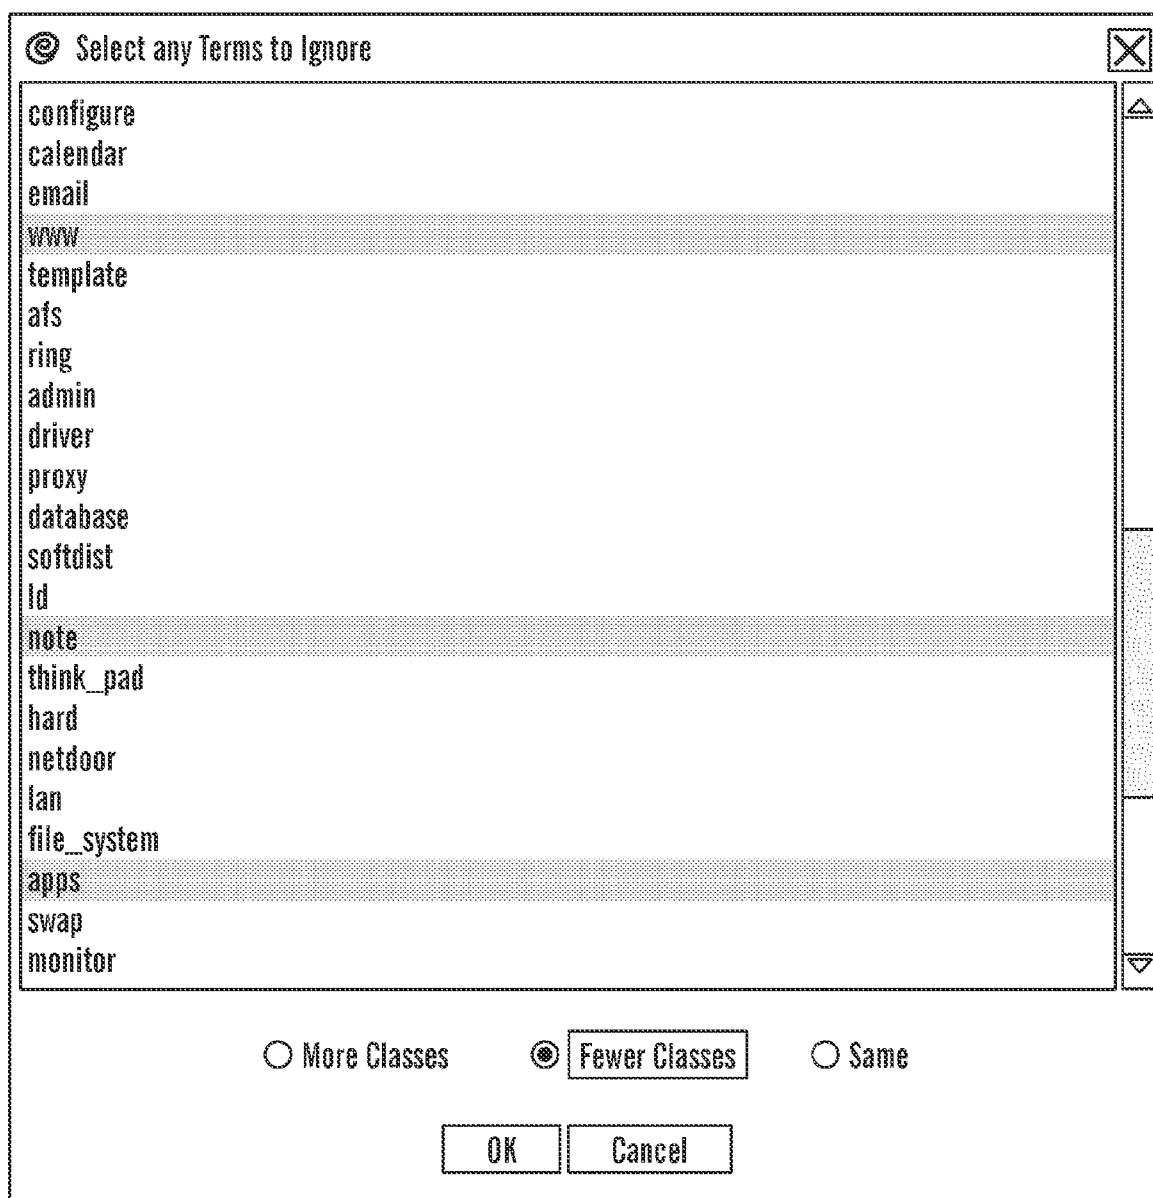 Select any Terms to Ignore
configure
calendar
email
www
template
afs
ring
admin
driver
proxy
database
softdist
ld
note
think_pad
hard
netdoor
lan
file_system
apps
swap
monitor
More Classes Fewer Classes Same
OK Cancel